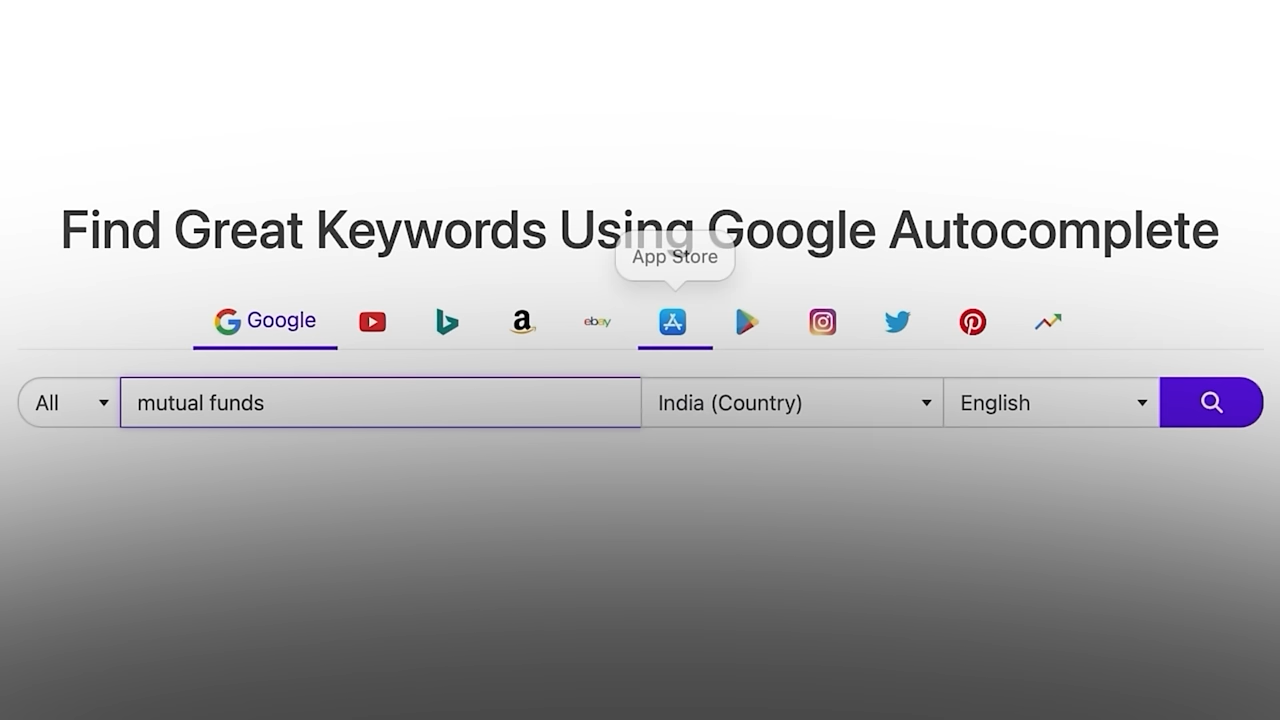 Find Great Keywords Using Google Autocomplete
App Store
Google
a
ebay
All
mutual funds
India (Country)
English